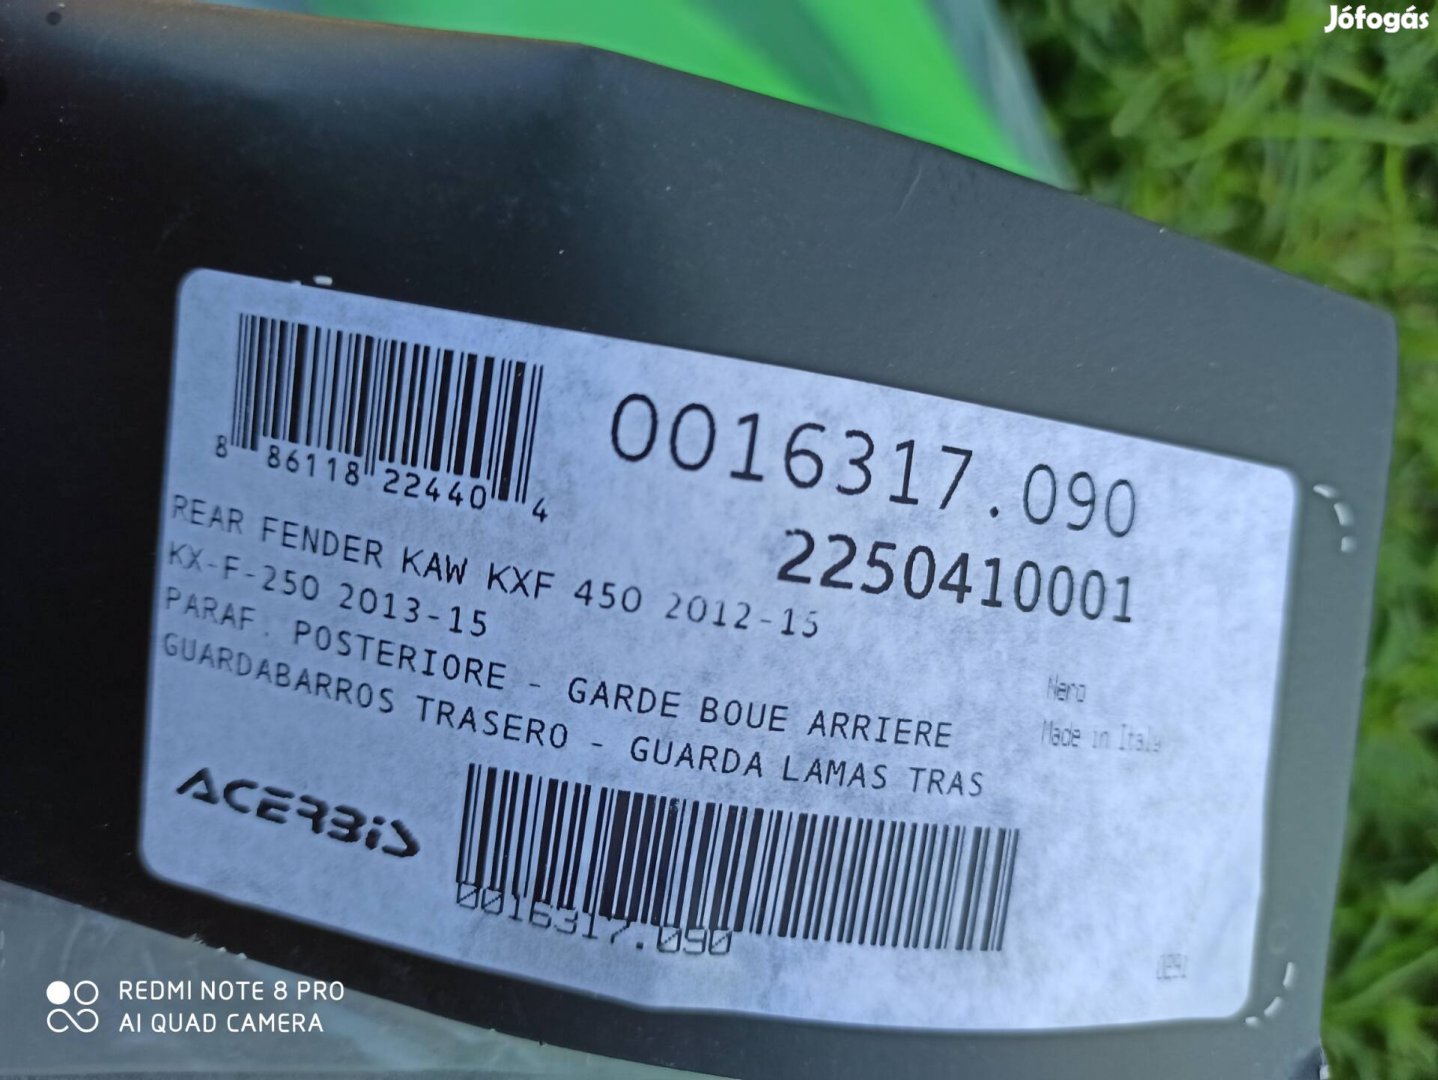 Jófogás
8 86118 22440 4
0016317.090
2250410001
REAR FENDER KAW KXF 450 2012-15
KX-F-250 2013-15
PARAF. POSTERIORE - GARDE BOUE ARRIERE
GUARDABARROS TRASERO - GUARDA LAMAS TRAS
Nero
Made in Italy
ACERBIS
0016317.090
REDMI NOTE 8 PRO
AI QUAD CAMERA